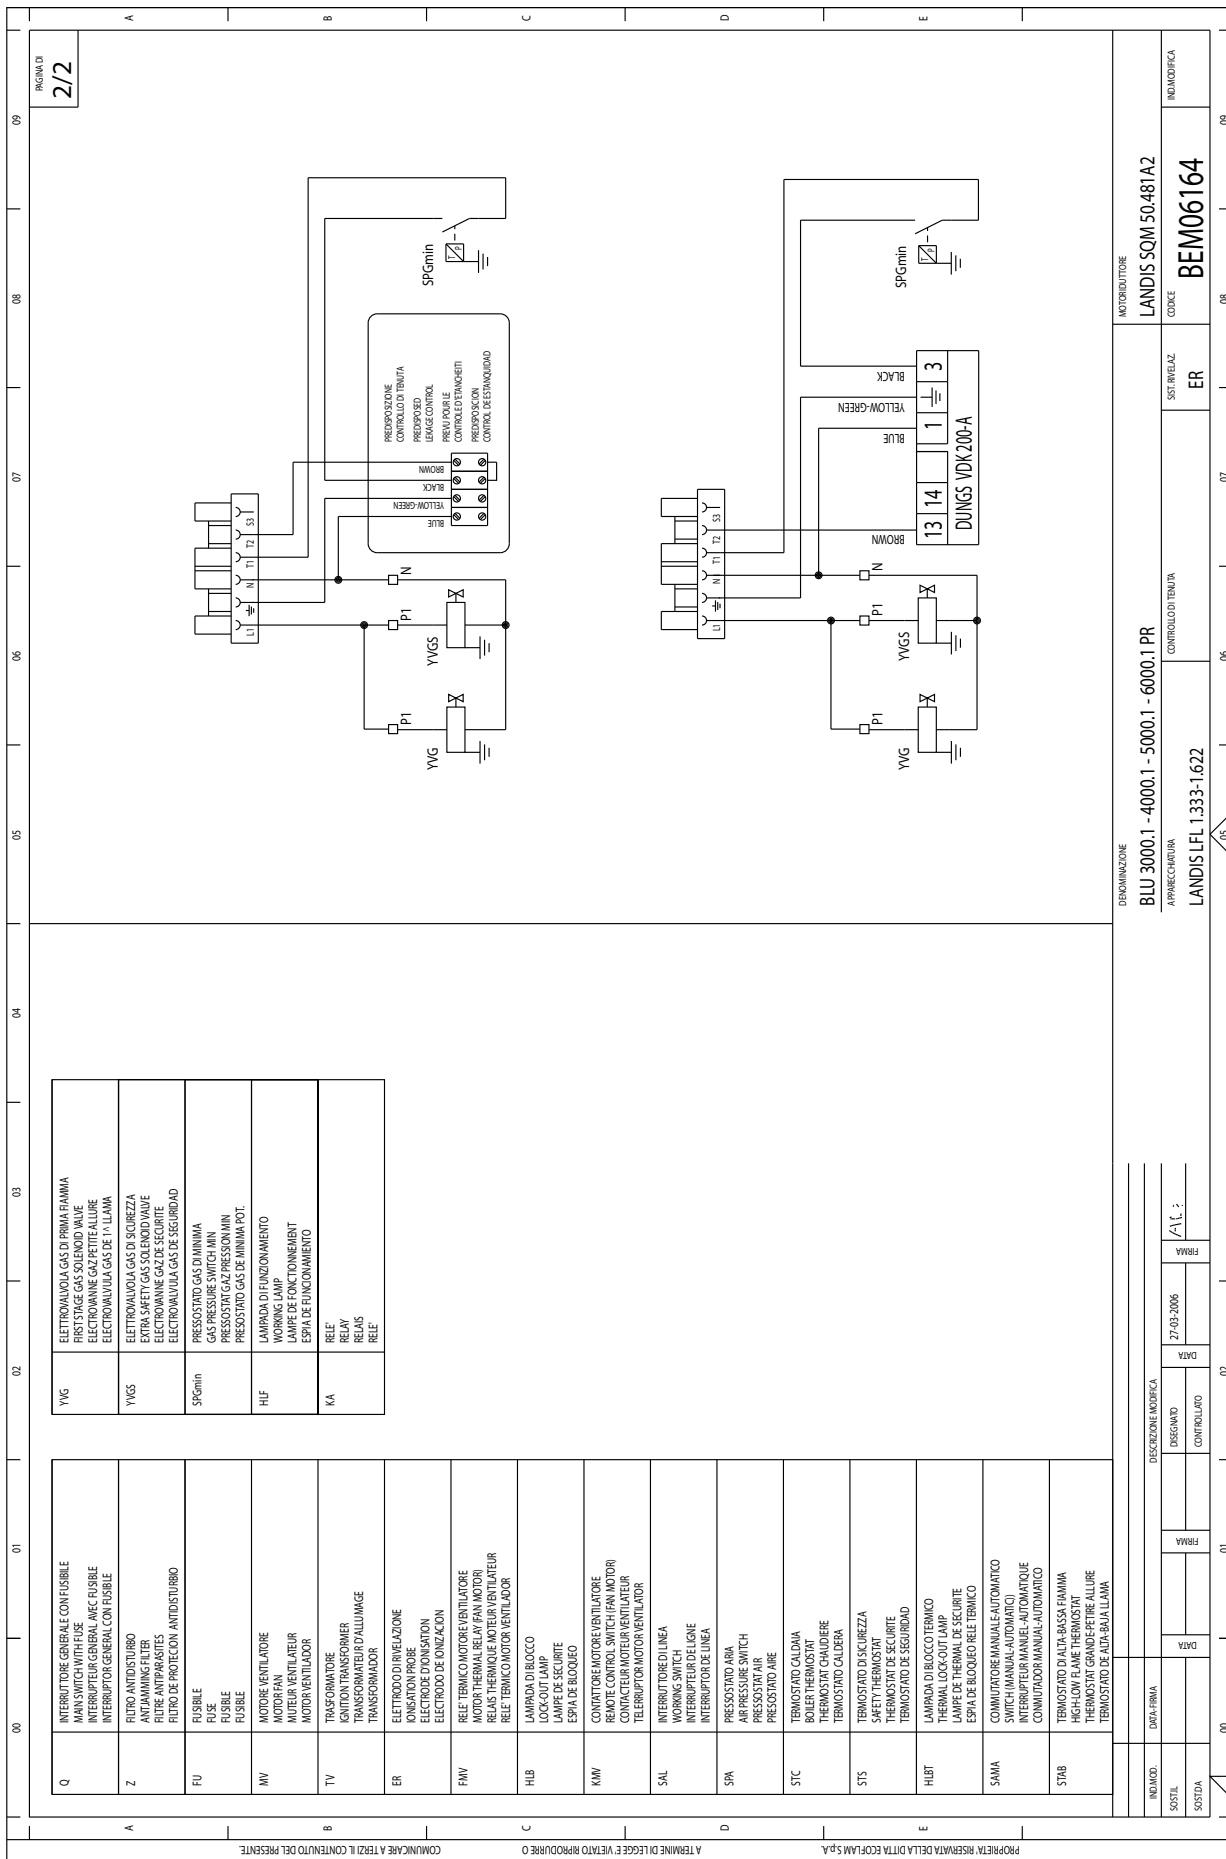 PAGINA DI
2/2
00
01
02
03
04
05
06
07
08
09
A
B
C
D
E
Q
INTERRUTTORE GENERALE CON FUSIBILE
MAIN SWITCH WITH FUSE
INTERRUPTEUR GENERAL AVEC FUSIBLE
INTERRUPTOR GENERAL CON FUSIBLE
Z
FILTRO ANTIDISTURBO
ANTIJAMMING FILTER
FILTRE ANTIPARASITES
FILTRO DE PROTECION ANTIDISTURBIO
FU
FUSIBILE
FUSE
FUSIBLE
FUSIBLE
MV
MOTORE VENTILATORE
MOTOR FAN
MUTEUR VENTILATEUR
MOTOR VENTILADOR
TV
TRASFORMATORE
IGNITION TRANSFORMER
TRANSFORMATEUR D'ALLUMAGE
TRANSFORMADOR
ER
ELETTRODO DI RIVELAZIONE
IONISATION PROBE
ELECTRODE D'IONISATION
ELECTRODO DE IONIZACION
FMV
RELE' TERMICO MOTORE VENTILATORE
MOTOR THERMAL RELAY (FAN MOTOR)
RELAIS THERMIQUE MOTEUR VENTILATEUR
RELE' TERMICO MOTOR VENTILADOR
HLB
LAMPADA DI BLOCCO
LOCK-OUT LAMP
LAMPE DE SECURITE
ESPIA DE BLOQUEO
KMV
CONTATTORE MOTORE VENTILATORE
REMOTE CONTROL SWITCH (FAN MOTOR)
CONTACTEUR MOTEUR VENTILATEUR
TELERRUPTOR MOTOR VENTILATOR
SAL
INTERRUTTORE DI LINEA
WORKING SWITCH
INTERRUPTEUR DE LIGNE
INTERRUPTOR DE LINEA
SPA
PRESSOSTATO ARIA
AIR PRESSURE SWITCH
PRESSOSTAT AIR
PRESOSTATO AIRE
STC
TERMOSTATO CALDAIA
BOILER THERMOSTAT
THERMOSTAT CHAUDIERE
TERMOSTATO CALDERA
STS
TERMOSTATO DI SICUREZZA
SAFETY THERMOSTAT
THERMOSTAT DE SECURITE
TERMOSTATO DE SEGURIDAD
HLBT
LAMPADA DI BLOCCO TERMICO
THERMAL LOCK-OUT LAMP
LAMPE DE THERMAL DE SECURITE
ESPIA DE BLOQUEO RELE TERMICO
SAMA
COMMUTATORE MANUALE-AUTOMATICO
SWITCH (MANUAL-AUTOMATIC)
INTERRUPTEUR MANUEL-AUTOMATIQUE
CONMUTADOR MANUAL-AUTOMATICO
STAB
TERMOSTATO DI ALTA-BASSA FIAMMA
HIGH-LOW FLAME THERMOSTAT
THERMOSTAT GRANDE-PETIRE ALLURE
TERMOSTATO DE ALTA-BAJA LLAMA
YVG
ELETTROVALVOLA GAS DI PRIMA FIAMMA
FIRST STAGE GAS SOLENOID VALVE
ELECTROVANNE GAZ PETITE ALLURE
ELECTROVALVULA GAS DE 1^ LLAMA
YVGS
ELETTROVALVOLA GAS DI SICUREZZA
EXTRA SAFETY GAS SOLENOID VALVE
ELECTROVANNE GAZ DE SECURITE
ELECTROVALVULA GAS DE SEGURIDAD
SPGmin
PRESSOSTATO GAS DI MINIMA
GAS PRESSURE SWITCH MIN
PRESSOSTAT GAZ PRESSION MIN
PRESOSTATO GAS DE MINIMA POT.
HLF
LAMPADA DI FUNZIONAMENTO
WORKING LAMP
LAMPE DE FONCTIONNEMENT
ESPIA DE FUNCIONAMIENTO
KA
RELE'
RELAY
RELAIS
RELE'
L1
N
T1
T2
S3
YVG
P1
YVGS
P1
N
BLUE
YELLOW-GREEN
BLACK
BROWN
PREDISPOSIZIONE
CONTROLLO DI TENUTA
PREDISPOSED
LEKAGE CONTROL
PREVU POUR LE
CONTROLE D'ETANCHEITI
PREDISPOSICION
CONTROL DE ESTANQUIDAD
SPGmin
T/P
L1
N
T1
T2
S3
YVG
P1
YVGS
P1
N
BROWN
BLUE
YELLOW-GREEN
BLACK
13
14
1
3
DUNGS VDK 200-A
SPGmin
T/P
IND.MOD.
DATA-FIRMA
DESCRIZIONE MODIFICA
SOST.IL
SOST.DA
DATA
FIRMA
DISEGNATO
CONTROLLATO
DATA
27-03-2006
FIRMA
DENOMINAZIONE
BLU 3000.1 - 4000.1 - 5000.1 - 6000.1 PR
APPARECCHIATURA
LANDIS LFL 1.333-1.622
CONTROLLO DI TENUTA
SIST. RIVELAZ.
ER
MOTORIDUTTORE
LANDIS SQM 50.481A2
CODICE
BEM06164
IND.MODIFICA
00
01
02
05
06
07
08
09
A
B
C
D
E
PROPRIETA' RISERVATA DELLA DITTA ECOFLAM S.p.A.
A TERMINE DI LEGGE E' VIETATO RIPRODURRE O
COMUNICARE A TERZI IL CONTENUTO DEL PRESENTE